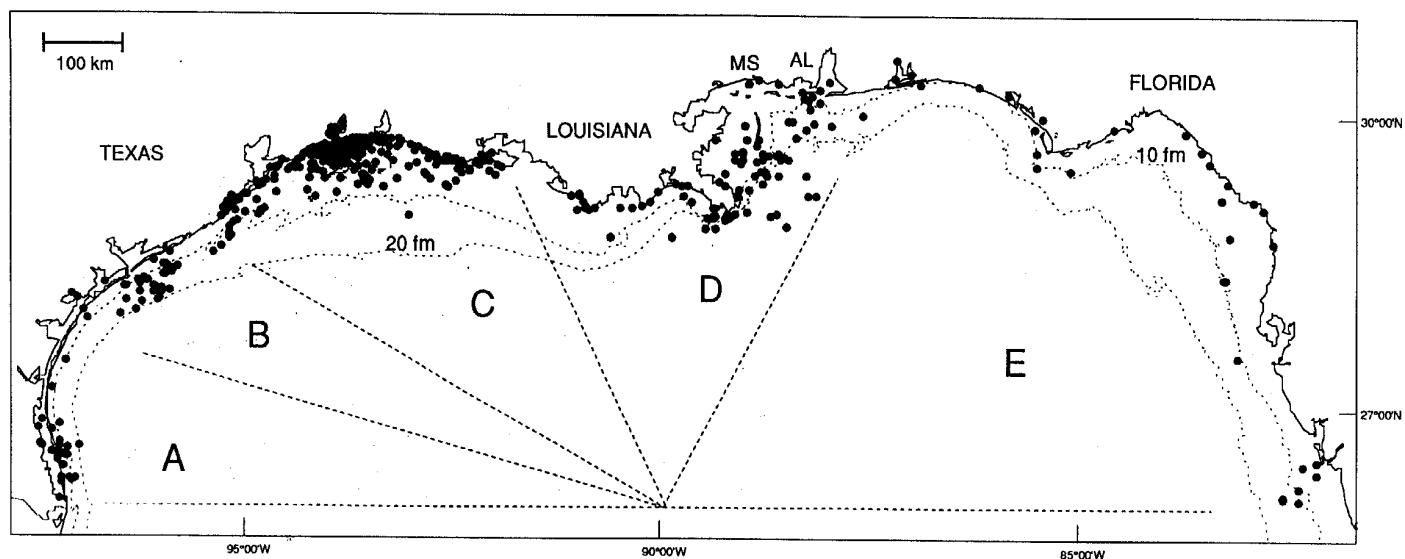 100 km
MS
AL
FLORIDA
TEXAS
LOUISIANA
30°00'N
10 fm
20 fm
D
C
B
E
27°00'N
A
95°00'W
90°00'W
85°00'W